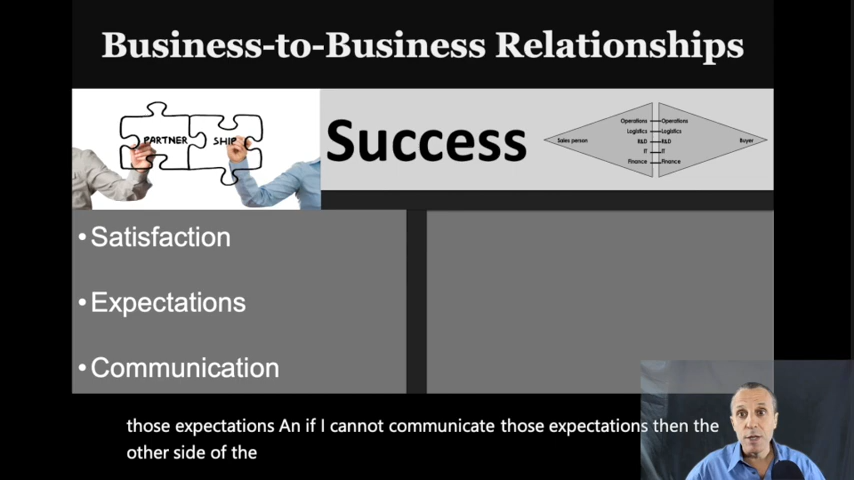 Business-to-Business Relationships
PARTNER SHIP
Success
Operations Operations
Logistics Logistics
Sales person R&D R&D Buyer
IT IT
Finance Finance
• Satisfaction
• Expectations
• Communication
those expectations An if I cannot communicate those expectations then the
other side of the